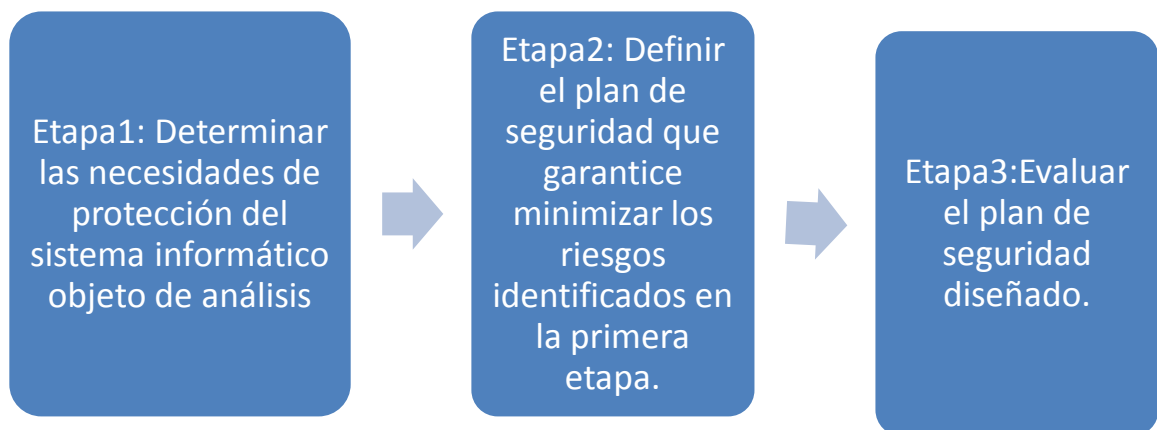 Etapa1: Determinar
las necesidades de
protección del
sistema informático
objeto de análisis
Etapa2: Definir
el plan de
seguridad que
garantice
minimizar los
riesgos
identificados en
la primera
etapa.
Etapa3:Evaluar
el plan de
seguridad
diseñado.